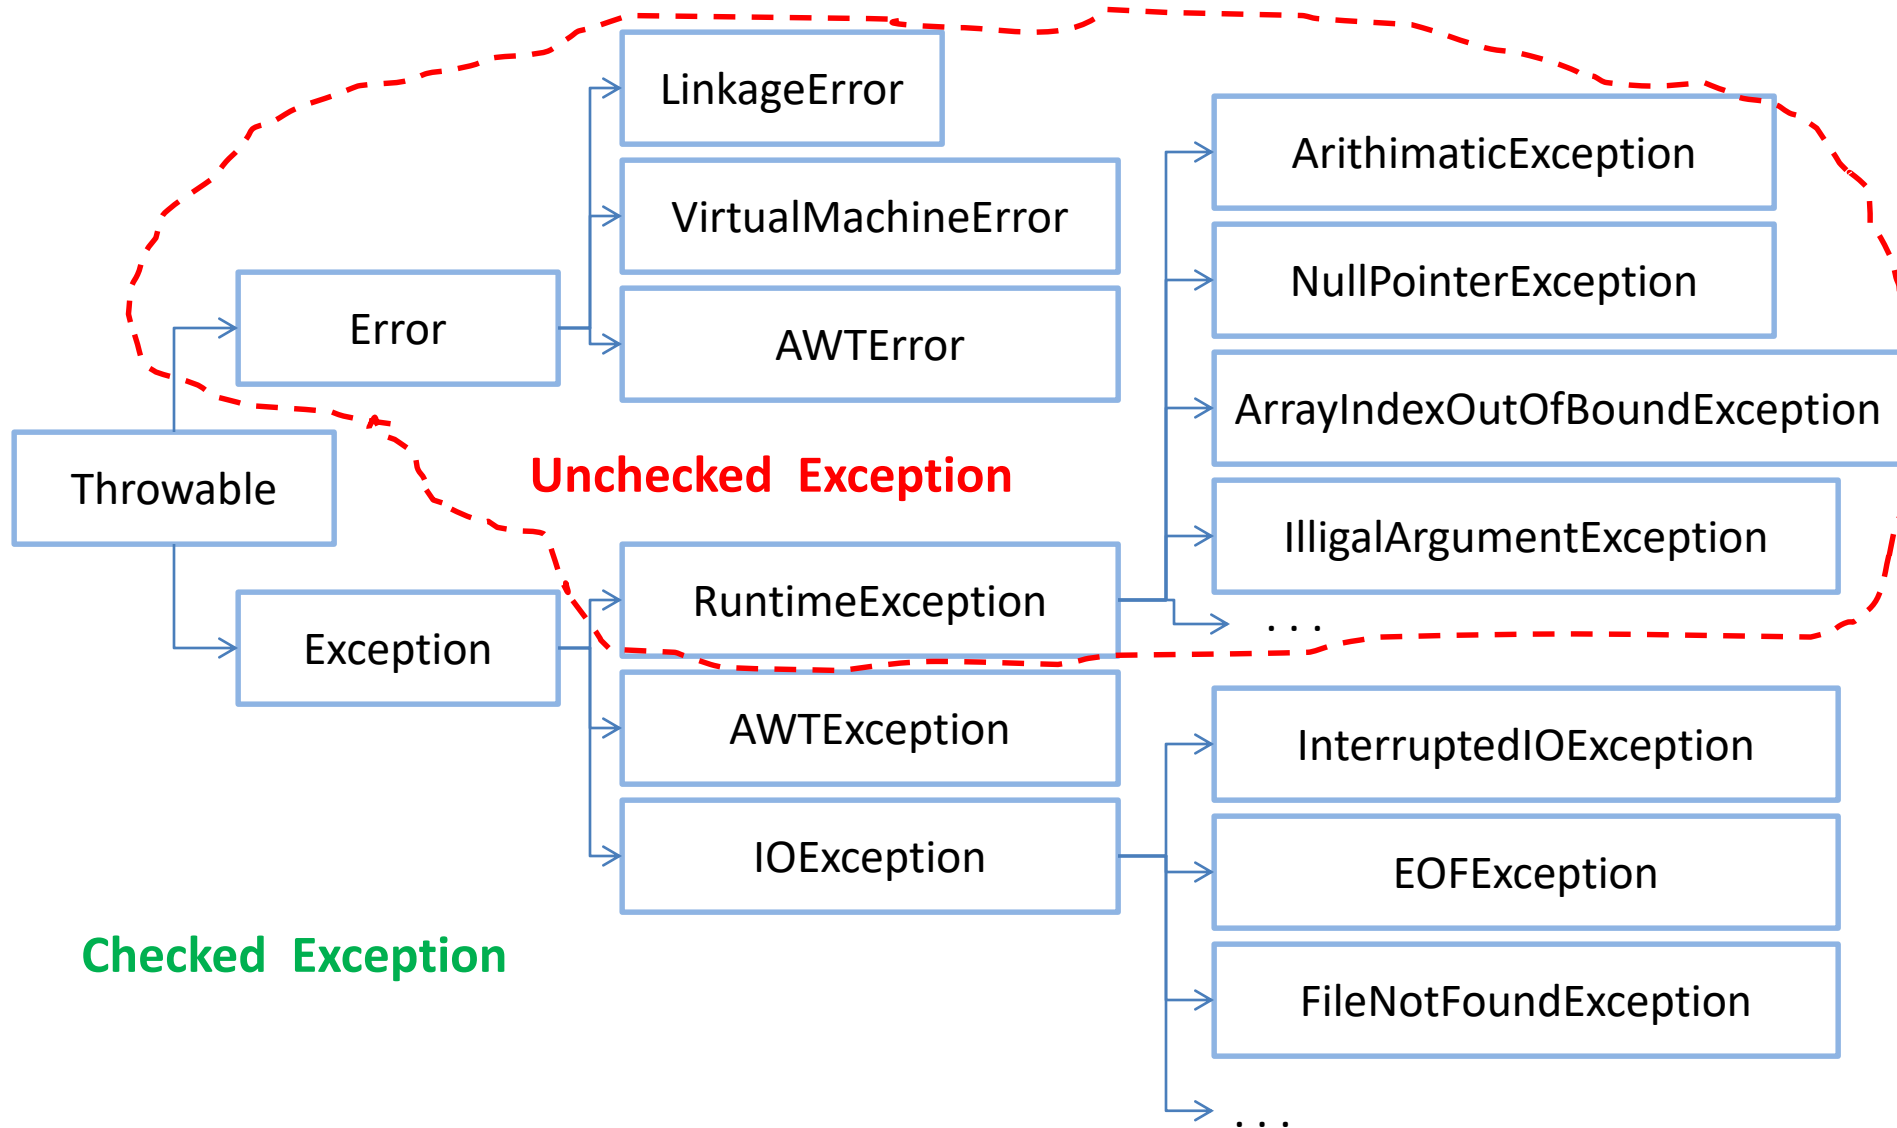 LinkageError
ArithimaticException
VirtualMachineError
NullPointerException
Error
AWTError
ArrayIndexOutOfBoundException
Throwable
Unchecked Exception
IlligalArgumentException
RuntimeException
. . .
Exception
AWTException
InterruptedIOException
IOException
EOFException
Checked Exception
FileNotFoundException
. . .